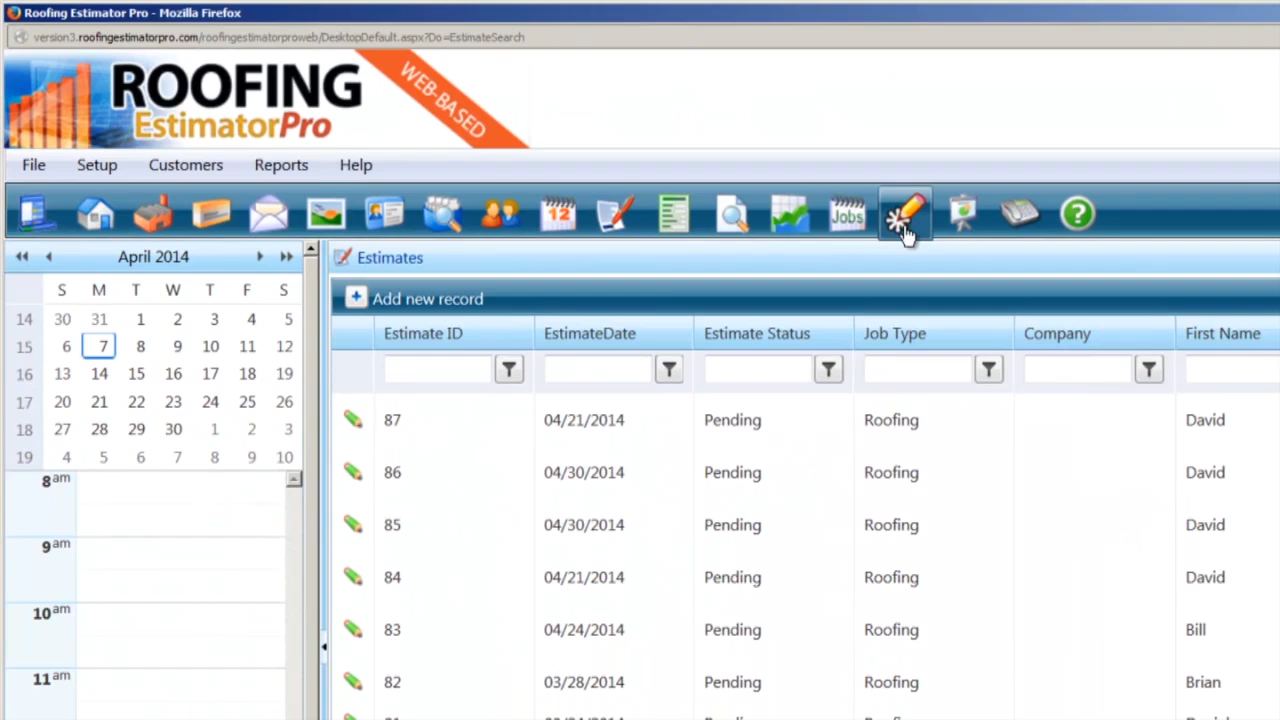 Roofing Estimator Pro - Mozilla Firefox
version3.roofingestimatorpro.com/roofingestimatorproweb/DesktopDefault.aspx?Do=EstimateSearch
ROOFING
EstimatorPro
WEB-BASED
File Setup Customers Reports Help
12 Jobs ?
April 2014
S M T W T F S
14 30 31 1 2 3 4 5
15 6 7 8 9 10 11 12
16 13 14 15 16 17 18 19
17 20 21 22 23 24 25 26
18 27 28 29 30 1 2 3
19 4 5 6 7 8 9 10
8am
9am
10am
11am
Estimates
+ Add new record
Estimate ID EstimateDate Estimate Status Job Type Company First Name
87 04/21/2014 Pending Roofing David
86 04/30/2014 Pending Roofing David
85 04/30/2014 Pending Roofing David
84 04/21/2014 Pending Roofing David
83 04/24/2014 Pending Roofing Bill
82 03/28/2014 Pending Roofing Brian